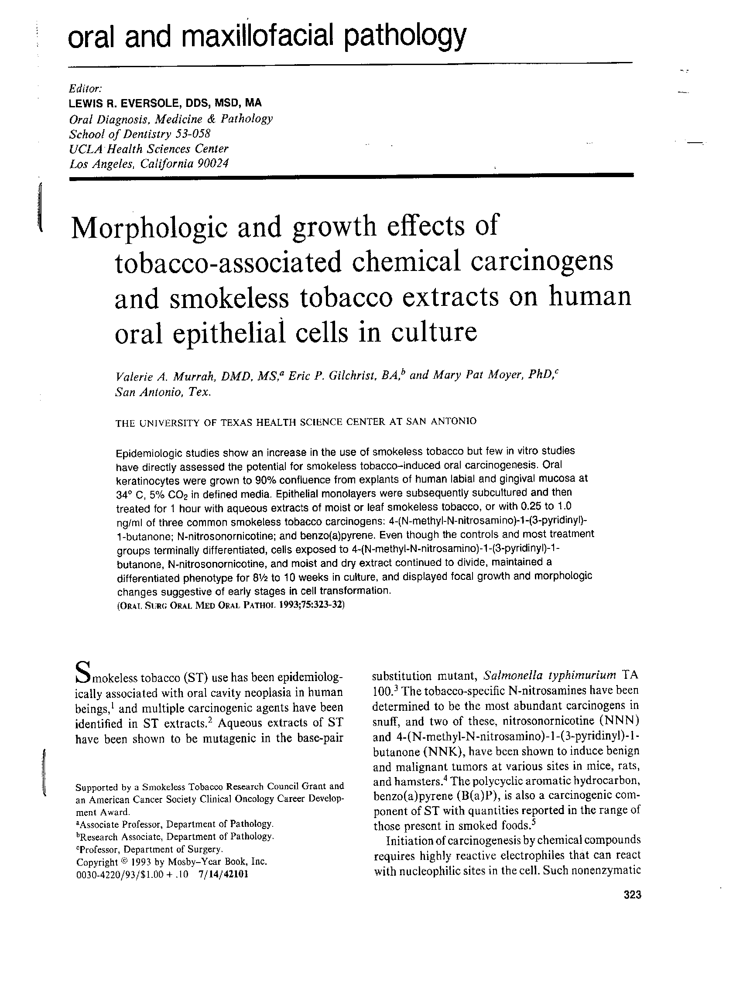 oral and maxillofacial pathology
Editor:
LEWIS R. EVERSOLE, DDS, MSD, MA
Oral Diagnosis, Medicine & Pathology
School of Dentistry 53-058
UCLA Health Sciences Center
Los Angeles, California 90024
Morphologic and growth effects of
tobacco-associated chemical carcinogens
and smokeless tobacco extracts on human
oral epithelial cells in culture
Valerie A. Murrah, DMD, MS,ᵃ Eric P. Gilchrist, BA,ᵇ and Mary Pat Moyer, PhD,ᶜ
San Antonio, Tex.
THE UNIVERSITY OF TEXAS HEALTH SCIENCE CENTER AT SAN ANTONIO
Epidemiologic studies show an increase in the use of smokeless tobacco but few in vitro studies
have directly assessed the potential for smokeless tobacco–induced oral carcinogenesis. Oral
keratinocytes were grown to 90% confluence from explants of human labial and gingival mucosa at
34° C, 5% CO₂ in defined media. Epithelial monolayers were subsequently subcultured and then
treated for 1 hour with aqueous extracts of moist or leaf smokeless tobacco, or with 0.25 to 1.0
ng/ml of three common smokeless tobacco carcinogens: 4-(N-methyl-N-nitrosamino)-1-(3-pyridinyl)-
1-butanone; N-nitrosonornicotine; and benzo(a)pyrene. Even though the controls and most treatment
groups terminally differentiated, cells exposed to 4-(N-methyl-N-nitrosamino)-1-(3-pyridinyl)-1-
butanone, N-nitrosonornicotine, and moist and dry extract continued to divide, maintained a
differentiated phenotype for 8½ to 10 weeks in culture, and displayed focal growth and morphologic
changes suggestive of early stages in cell transformation.
(ORAL SURG ORAL MED ORAL PATHOL 1993;75:323-32)
Smokeless tobacco (ST) use has been epidemiolog-
ically associated with oral cavity neoplasia in human
beings,¹ and multiple carcinogenic agents have been
identified in ST extracts.² Aqueous extracts of ST
have been shown to be mutagenic in the base-pair
Supported by a Smokeless Tobacco Research Council Grant and
an American Cancer Society Clinical Oncology Career Develop-
ment Award.
ᵃAssociate Professor, Department of Pathology.
ᵇResearch Associate, Department of Pathology.
ᶜProfessor, Department of Surgery.
Copyright © 1993 by Mosby–Year Book, Inc.
0030-4220/93/$1.00 + .10 7/14/42101
substitution mutant, Salmonella typhimurium TA
100.³ The tobacco-specific N-nitrosamines have been
determined to be the most abundant carcinogens in
snuff, and two of these, nitrosonornicotine (NNN)
and 4-(N-methyl-N-nitrosamino)-1-(3-pyridinyl)-1-
butanone (NNK), have been shown to induce benign
and malignant tumors at various sites in mice, rats,
and hamsters.⁴ The polycyclic aromatic hydrocarbon,
benzo(a)pyrene (B(a)P), is also a carcinogenic com-
ponent of ST with quantities reported in the range of
those present in smoked foods.⁵
Initiation of carcinogenesis by chemical compounds
requires highly reactive electrophiles that can react
with nucleophilic sites in the cell. Such nonenzymatic
323